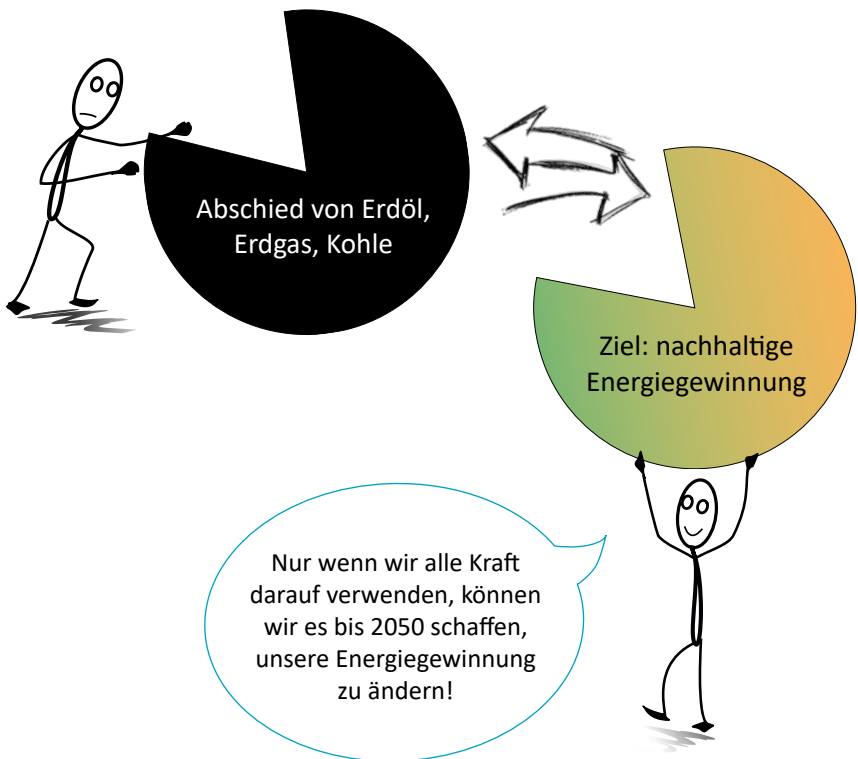 Abschied von Erdöl,
Erdgas, Kohle
Ziel: nachhaltige
Energiegewinnung
Nur wenn wir alle Kraft
darauf verwenden, können
wir es bis 2050 schaffen,
unsere Energiegewinnung
zu ändern!